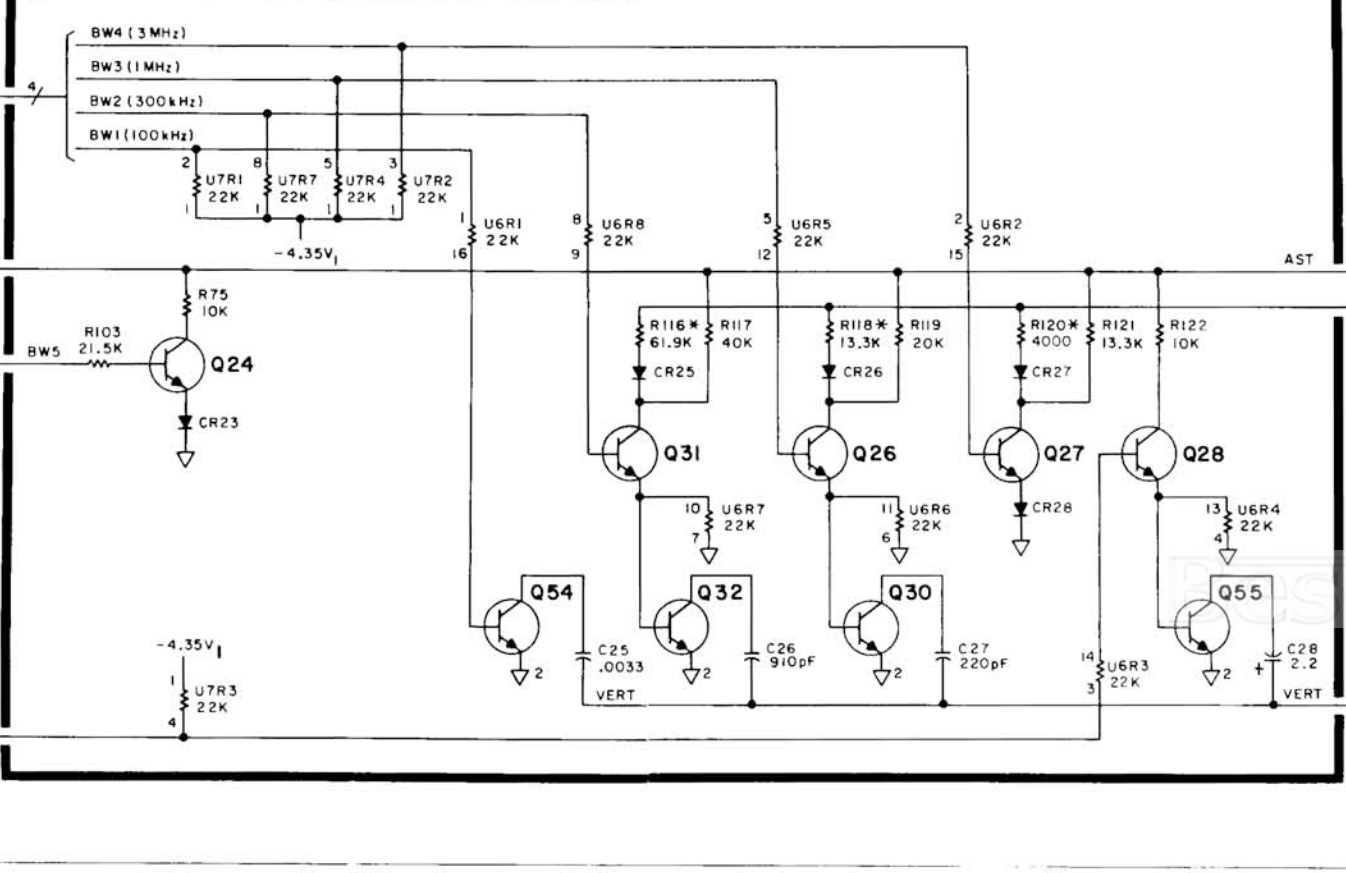 BW4 (3MHz)
BW3 (1MHz)
4/
BW2 (300kHz)
BW1 (100kHz)
2 8 5 3
U7R1 U7R7 U7R4 U7R2
22K 22K 22K 22K
1 1 1 1
1 U6R1 22K 16
8 U6R8 22K 9
5 U6R5 22K 12
2 U6R2 22K 15
-4.35V1
AST
R75
10K
R103
21.5K
BW5
Q24
CR23
R116* 61.9K
R117 40K
R118* 13.3K
R119 20K
R120* 4000
R121 13.3K
R122 10K
CR25
CR26
CR27
Q31
Q26
Q27
Q28
CR28
10 U6R7 22K 7
11 U6R6 22K 6
13 U6R4 22K 4
Bes
Q54
Q32
Q30
Q55
-4.35V1
1 U7R3 22K 4
2
C25
.0033
2
C26
910pF
2
C27
220pF
14 U6R3 22K 3
2
+
C28
2.2
VERT
VERT